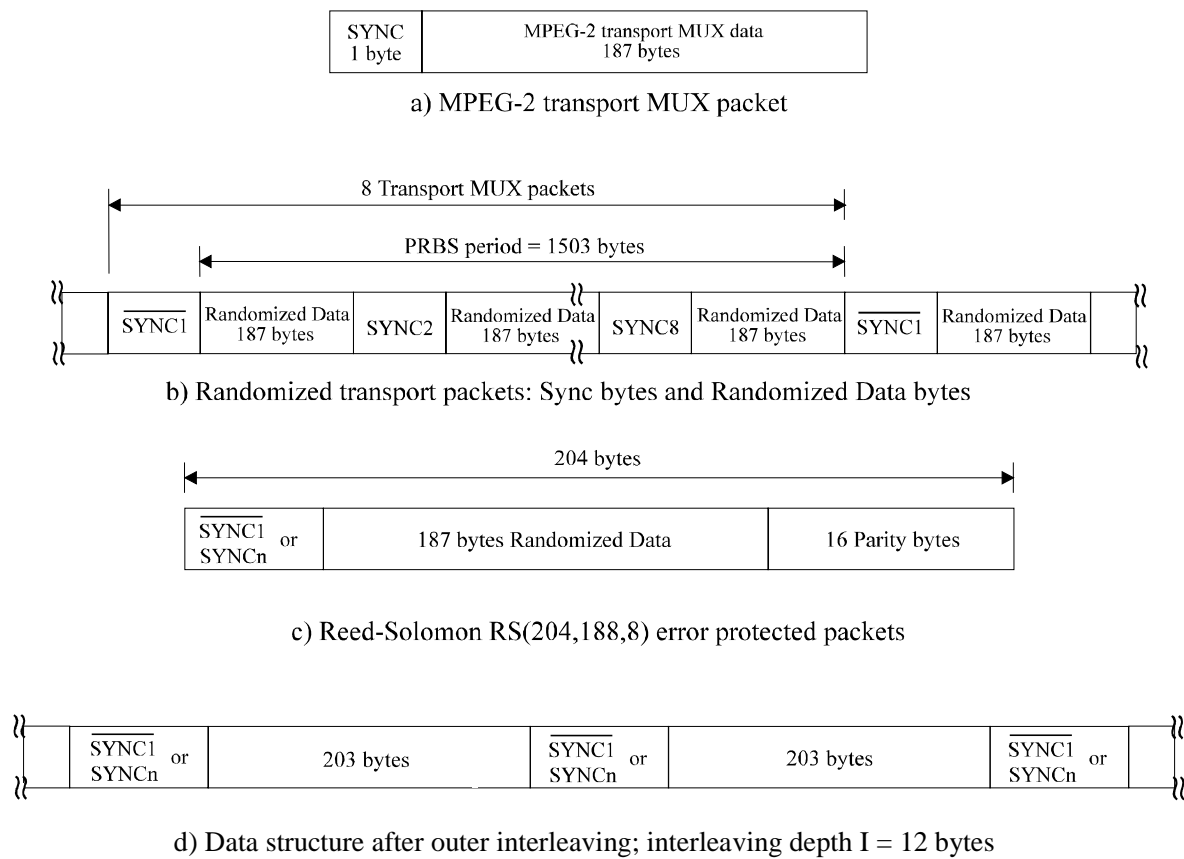 SYNC
1 byte
MPEG-2 transport MUX data
187 bytes
a) MPEG-2 transport MUX packet
8 Transport MUX packets
PRBS period = 1503 bytes
SYNC1
Randomized Data
187 bytes
SYNC2
Randomized Data
187 bytes
SYNC8
Randomized Data
187 bytes
SYNC1
Randomized Data
187 bytes
b) Randomized transport packets: Sync bytes and Randomized Data bytes
204 bytes
SYNC1 or
SYNCn
187 bytes Randomized Data
16 Parity bytes
c) Reed-Solomon RS(204,188,8) error protected packets
SYNC1 or
SYNCn
203 bytes
SYNC1 or
SYNCn
203 bytes
SYNC1 or
SYNCn
d) Data structure after outer interleaving; interleaving depth I = 12 bytes